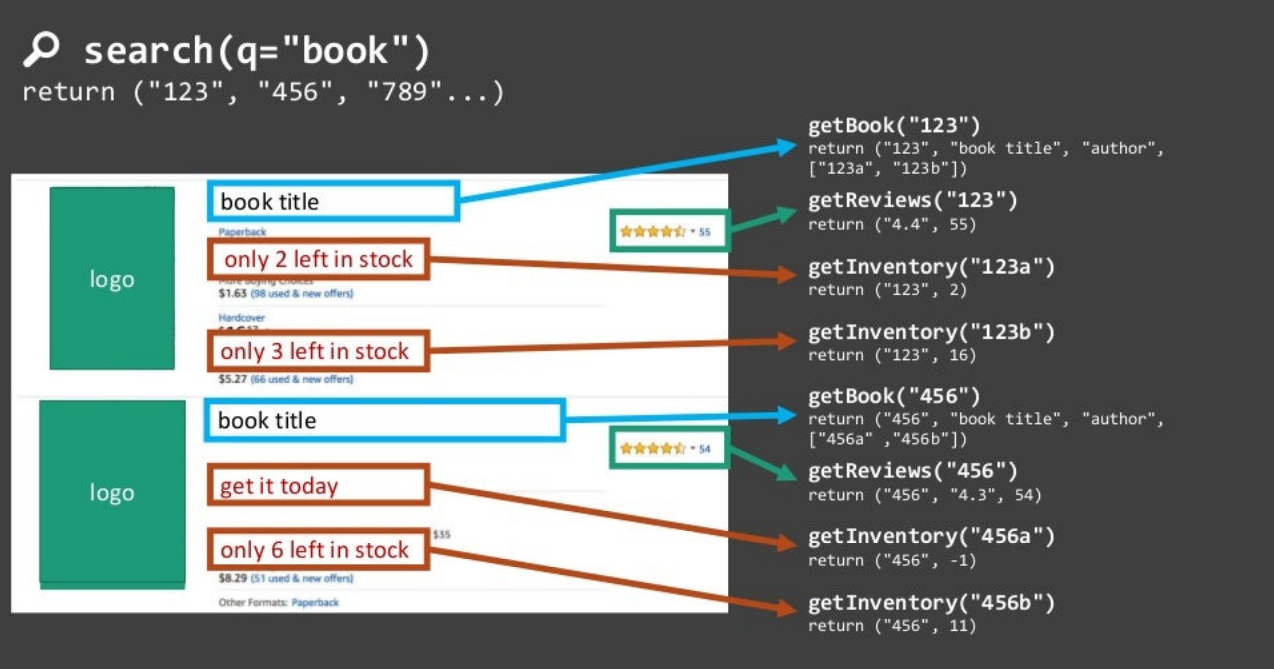 search(q="book")
return ("123", "456", "789"...)
logo
book title
Paperback
only 2 left in stock
More Buying Choices
$1.63 (98 used & new offers)
Hardcover
only 3 left in stock
$5.27 (66 used & new offers)
55
logo
book title
54
get it today
$35
only 6 left in stock
$8.29 (51 used & new offers)
Other Formats: Paperback
getBook("123")
return ("123", "book title", "author",
["123a", "123b"])
getReviews("123")
return ("4.4", 55)
getInventory("123a")
return ("123", 2)
getInventory("123b")
return ("123", 16)
getBook("456")
return ("456", "book title", "author",
["456a" ,"456b"])
getReviews("456")
return ("456", "4.3", 54)
getInventory("456a")
return ("456", -1)
getInventory("456b")
return ("456", 11)